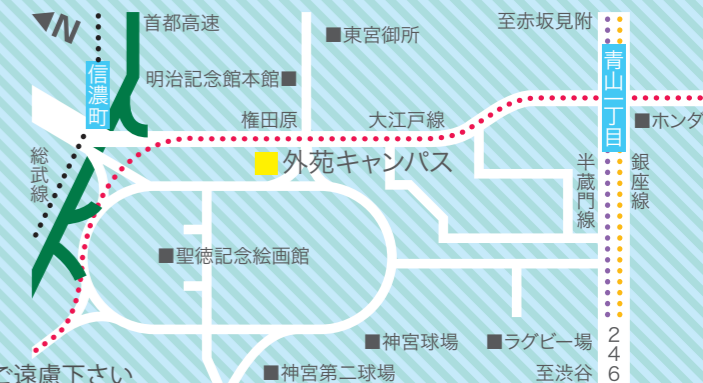 N
首都高速
■東宮御所
至赤坂見附
信濃町
明治記念館本館■
青山一丁目
権田原
大江戸線
■ホンダ
総武線
外苑キャンパス
半蔵門線
銀座線
■聖徳記念絵画館
■神宮球場
■ラグビー場
246
ご遠慮下さい
■神宮第二球場
至渋谷